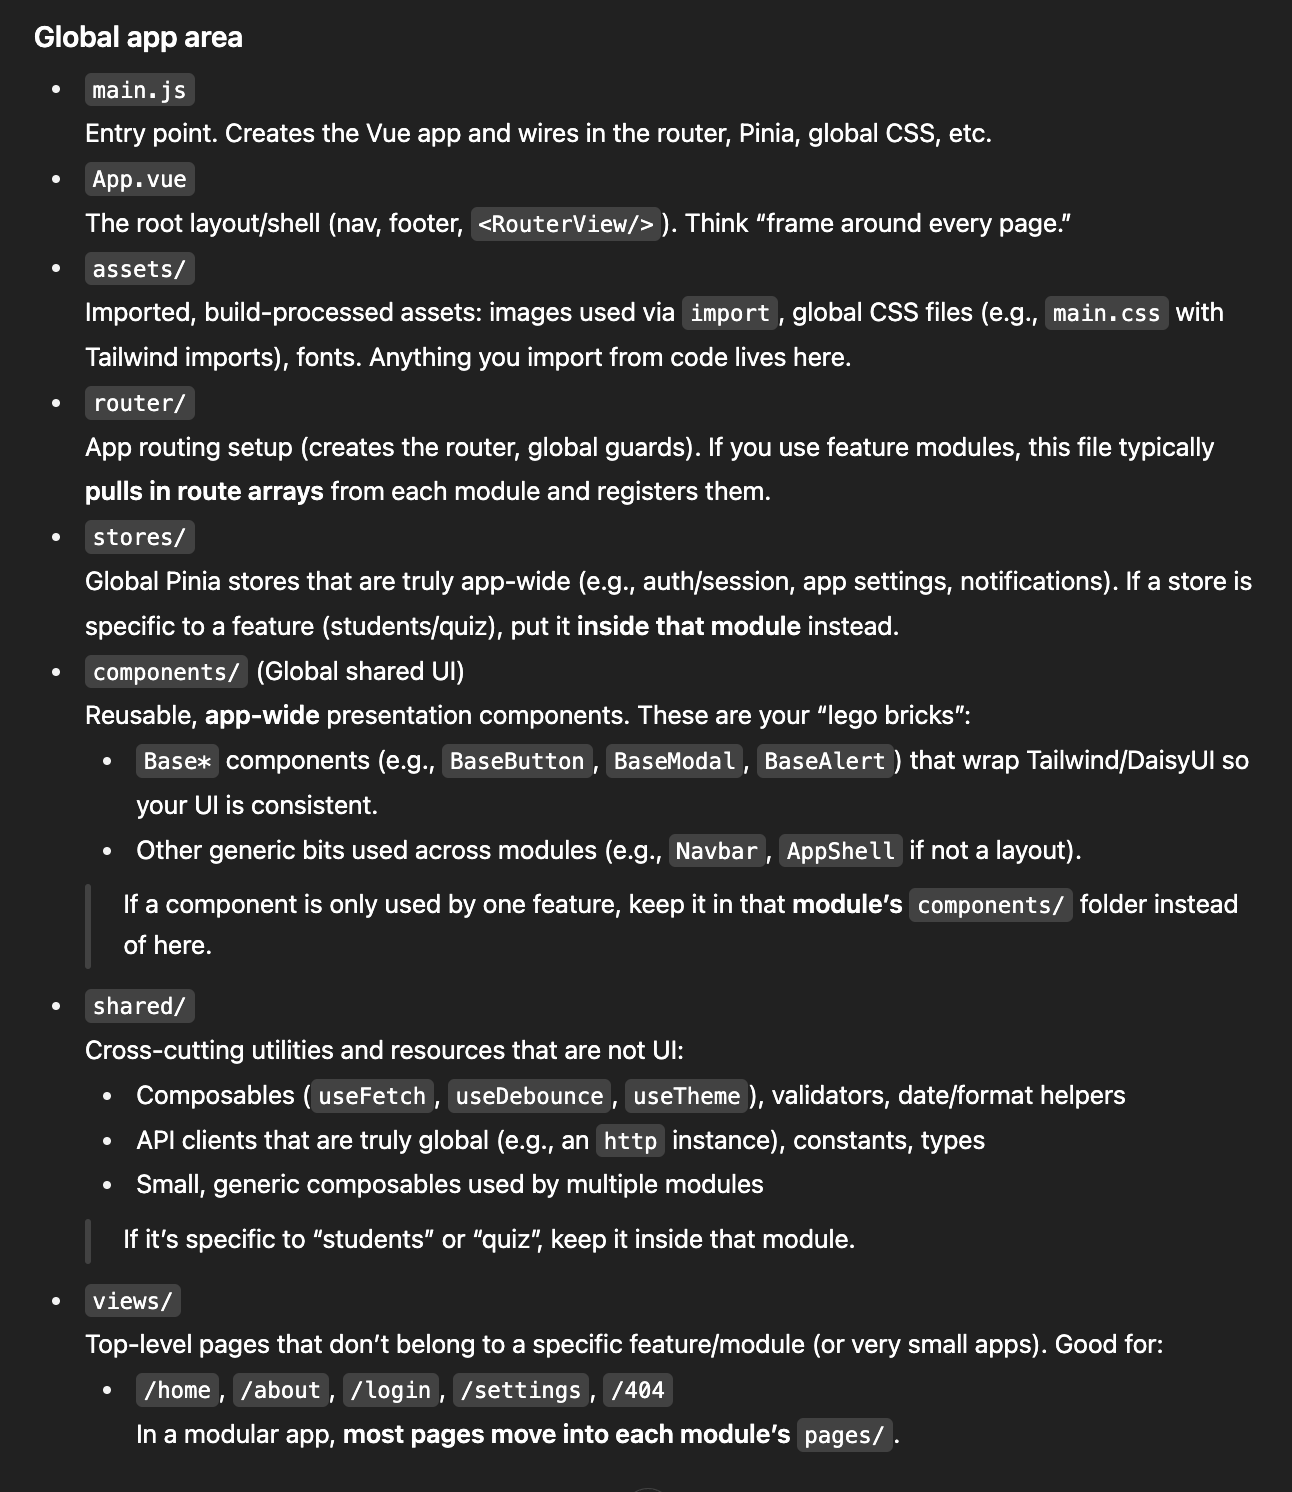 Global app area
main.js
Entry point. Creates the Vue app and wires in the router, Pinia, global CSS, etc.
App.vue
The root layout/shell (nav, footer, <RouterView/>). Think “frame around every page.”
assets/
Imported, build-processed assets: images used via import, global CSS files (e.g., main.css with
Tailwind imports), fonts. Anything you import from code lives here.
router/
App routing setup (creates the router, global guards). If you use feature modules, this file typically
pulls in route arrays from each module and registers them.
stores/
Global Pinia stores that are truly app-wide (e.g., auth/session, app settings, notifications). If a store is
specific to a feature (students/quiz), put it inside that module instead.
components/ (Global shared UI)
Reusable, app-wide presentation components. These are your “lego bricks”:
Base* components (e.g., BaseButton, BaseModal, BaseAlert) that wrap Tailwind/DaisyUI so
your UI is consistent.
Other generic bits used across modules (e.g., Navbar, AppShell if not a layout).
If a component is only used by one feature, keep it in that module’s components/ folder instead
of here.
shared/
Cross-cutting utilities and resources that are not UI:
Composables (useFetch, useDebounce, useTheme), validators, date/format helpers
API clients that are truly global (e.g., an http instance), constants, types
Small, generic composables used by multiple modules
If it’s specific to “students” or “quiz”, keep it inside that module.
views/
Top-level pages that don’t belong to a specific feature/module (or very small apps). Good for:
/home, /about, /login, /settings, /404
In a modular app, most pages move into each module’s pages/.